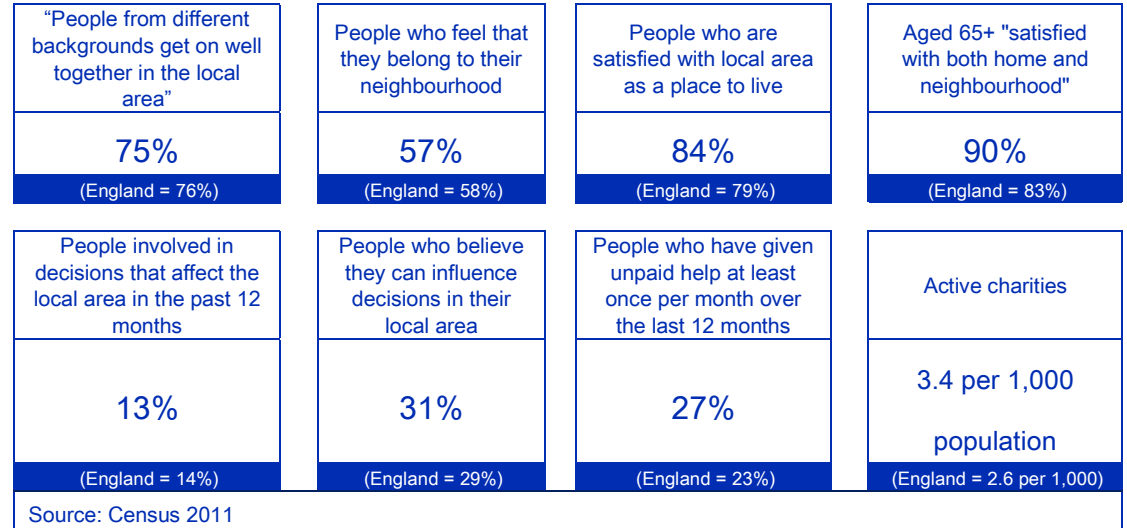 “People from different
backgrounds get on well
together in the local
area”
75%
(England = 76%)
People who feel that
they belong to their
neighbourhood
57%
(England = 58%)
People who are
satisfied with local area
as a place to live
84%
(England = 79%)
Aged 65+ "satisfied
with both home and
neighbourhood"
90%
(England = 83%)
People involved in
decisions that affect the
local area in the past 12
months
13%
(England = 14%)
People who believe
they can influence
decisions in their
local area
31%
(England = 29%)
People who have given
unpaid help at least
once per month over
the last 12 months
27%
(England = 23%)
Active charities
3.4 per 1,000
population
(England = 2.6 per 1,000)
Source: Census 2011